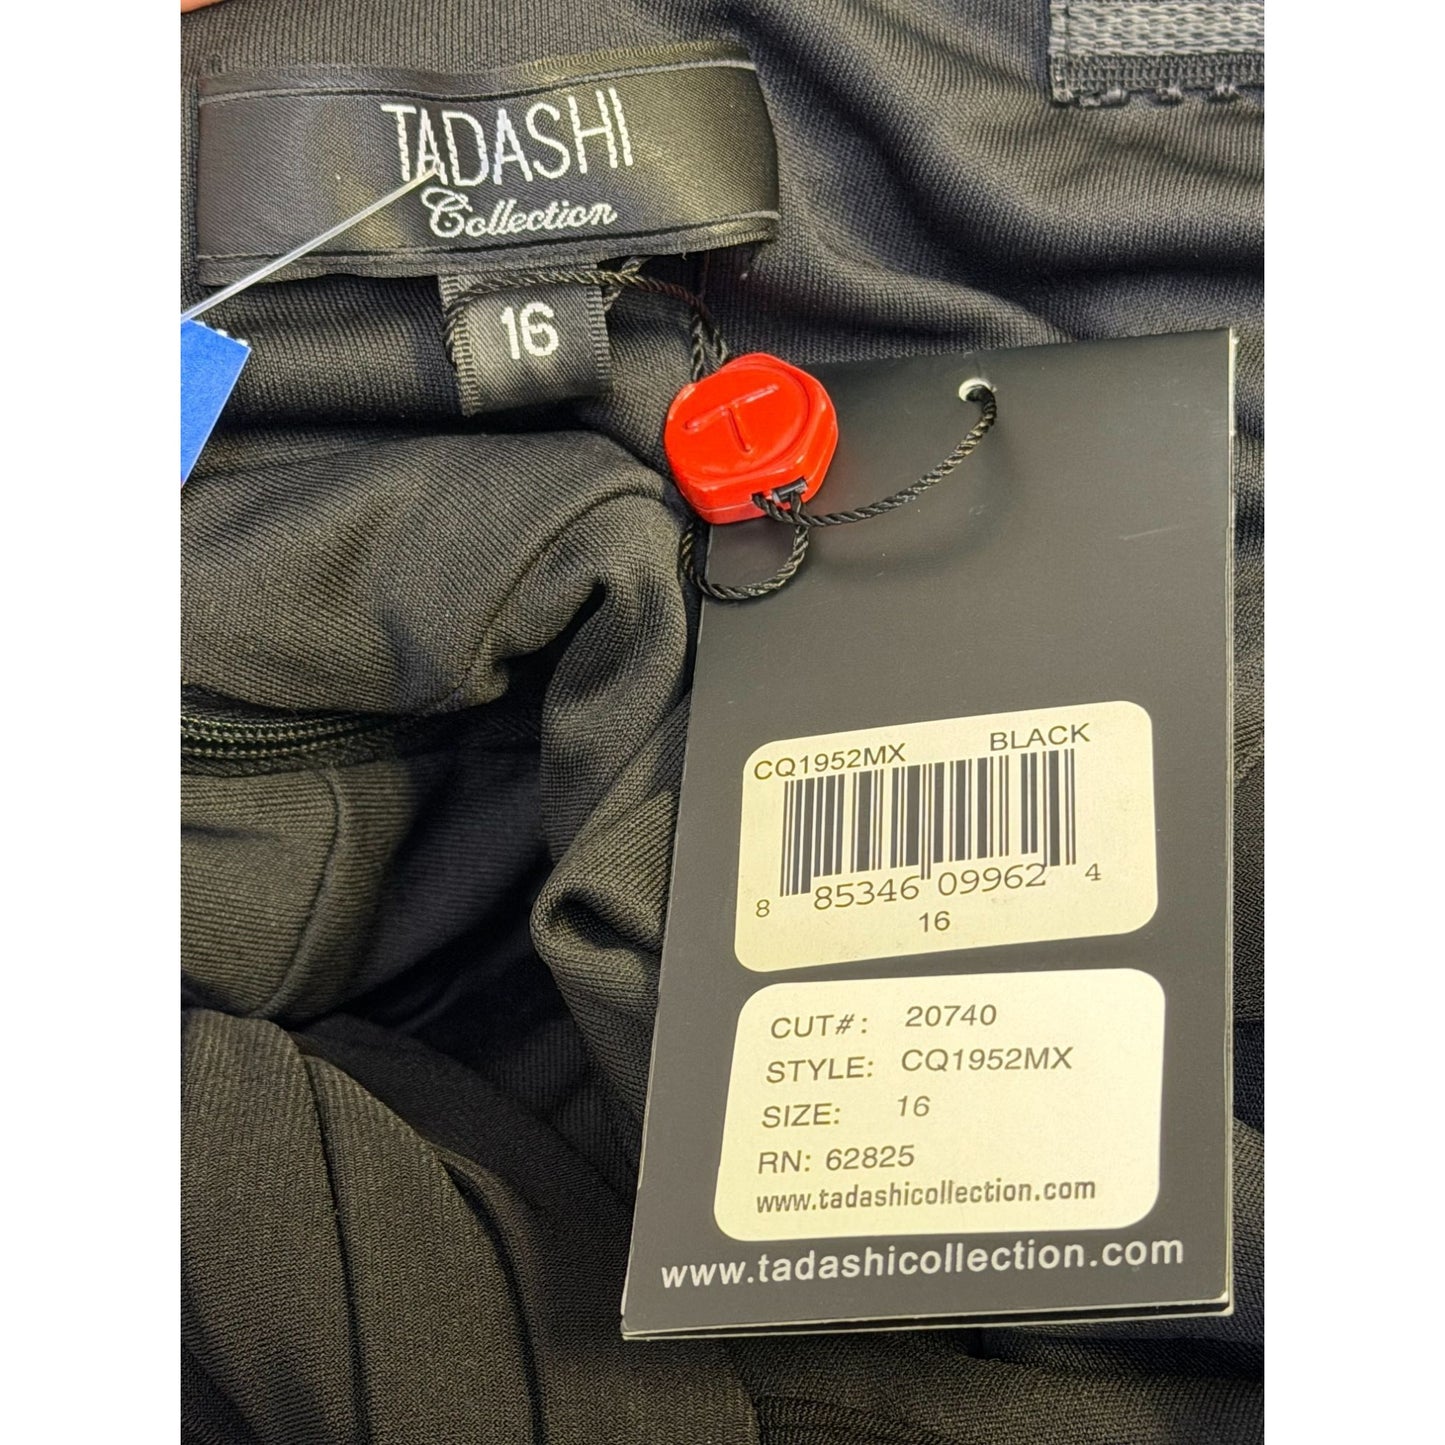 TADASHI
Collection
16
T
CQ1952MX BLACK
8 85346 09962 4
16
CUT#: 20740
STYLE: CQ1952MX
SIZE: 16
RN: 62825
www.tadashicollection.com
www.tadashicollection.com